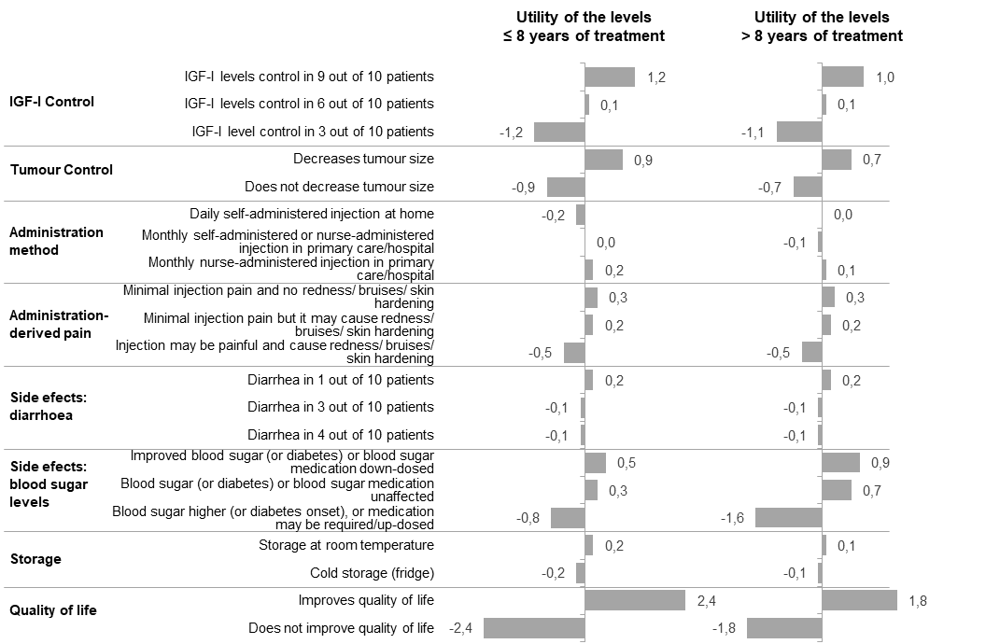 Utility of the levels
≤ 8 years of treatment
Utility of the levels
> 8 years of treatment
IGF-I Control
IGF-I levels control in 9 out of 10 patients
1,2
1,0
IGF-I levels control in 6 out of 10 patients
0,1
0,1
IGF-I level control in 3 out of 10 patients
-1,2
-1,1
Tumour Control
Decreases tumour size
0,9
0,7
Does not decrease tumour size
-0,9
-0,7
Administration
method
Daily self-administered injection at home
-0,2
0,0
Monthly self-administered or nurse-administered
injection in primary care/hospital
0,0
-0,1
Monthly nurse-administered injection in primary
care/hospital
0,2
0,1
Administration-
derived pain
Minimal injection pain and no redness/ bruises/ skin
hardening
0,3
0,3
Minimal injection pain but it may cause redness/
bruises/ skin hardening
0,2
0,2
Injection may be painful and cause redness/ bruises/
skin hardening
-0,5
-0,5
Side efects:
diarrhoea
Diarrhea in 1 out of 10 patients
0,2
0,2
Diarrhea in 3 out of 10 patients
-0,1
-0,1
Diarrhea in 4 out of 10 patients
-0,1
-0,1
Side efects:
blood sugar
levels
Improved blood sugar (or diabetes) or blood sugar
medication down-dosed
0,5
0,9
Blood sugar (or diabetes) or blood sugar medication
unaffected
0,3
0,7
Blood sugar higher (or diabetes onset), or medication
may be required/up-dosed
-0,8
-1,6
Storage
Storage at room temperature
0,2
0,1
Cold storage (fridge)
-0,2
-0,1
Quality of life
Improves quality of life
2,4
1,8
Does not improve quality of life
-2,4
-1,8